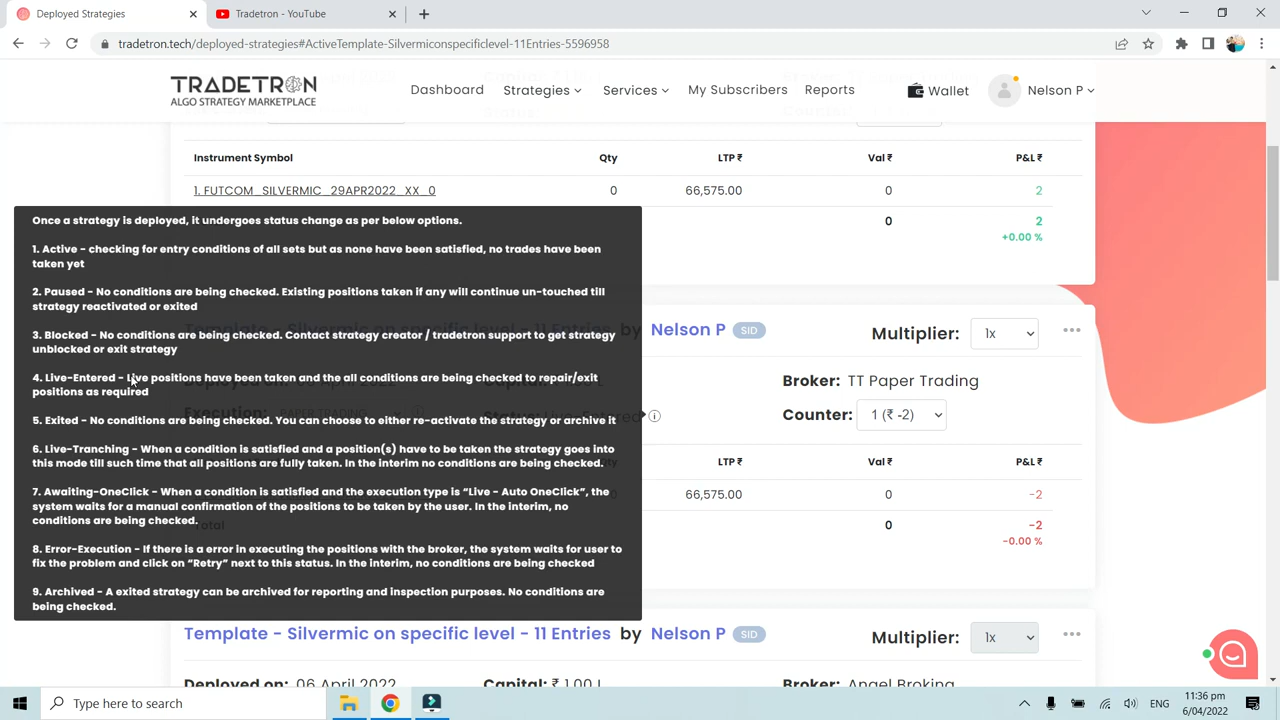 Deployed Strategies
Tradetron - YouTube
tradetron.tech/deployed-strategies#ActiveTemplate-Silvermiconspecificlevel-11Entries-5596958
TRADETRON
ALGO STRATEGY MARKETPLACE
Dashboard
Strategies
Services
My Subscribers
Reports
Wallet
Nelson P
Instrument Symbol
Qty
LTP ₹
Val ₹
P&L ₹
1. FUTCOM_SILVERMIC_29APR2022_XX_0
0
66,575.00
0
2
0
2
+0.00 %
Once a strategy is deployed, it undergoes status change as per below options.
1. Active - checking for entry conditions of all sets but as none have been satisfied, no trades have been
taken yet
2. Paused - No conditions are being checked. Existing positions taken if any will continue un-touched till
strategy reactivated or exited
3. Blocked - No conditions are being checked. Contact strategy creator / tradetron support to get strategy
unblocked or exit strategy
4. Live-Entered - Live positions have been taken and the all conditions are being checked to repair/exit
positions as required
5. Exited - No conditions are being checked. You can choose to either re-activate the strategy or archive it
6. Live-Tranching - When a condition is satisfied and a position(s) have to be taken the strategy goes into
this mode till such time that all positions are fully taken. In the interim no conditions are being checked.
7. Awaiting-OneClick - When a condition is satisfied and the execution type is “Live - Auto OneClick”, the
system waits for a manual confirmation of the positions to be taken by the user. In the interim, no
conditions are being checked.
8. Error-Execution - If there is a error in executing the positions with the broker, the system waits for user to
fix the problem and click on “Retry” next to this status. In the interim, no conditions are being checked
9. Archived - A exited strategy can be archived for reporting and inspection purposes. No conditions are
being checked.
Template - Silvermic on specific level - 11 Entries by Nelson P SID
Multiplier: 1x
Broker: TT Paper Trading
Execution: PAPER TRADING
Status: Live-Entered
Counter: 1 (₹ -2)
LTP ₹
Val ₹
P&L ₹
0
66,575.00
0
-2
Total
0
-2
-0.00 %
Template - Silvermic on specific level - 11 Entries by Nelson P SID
Multiplier: 1x
Deployed on: 06 April 2022
Capital: ₹ 1.00 L
Broker: Angel Broking
Type here to search
ENG
11:36 pm
6/04/2022